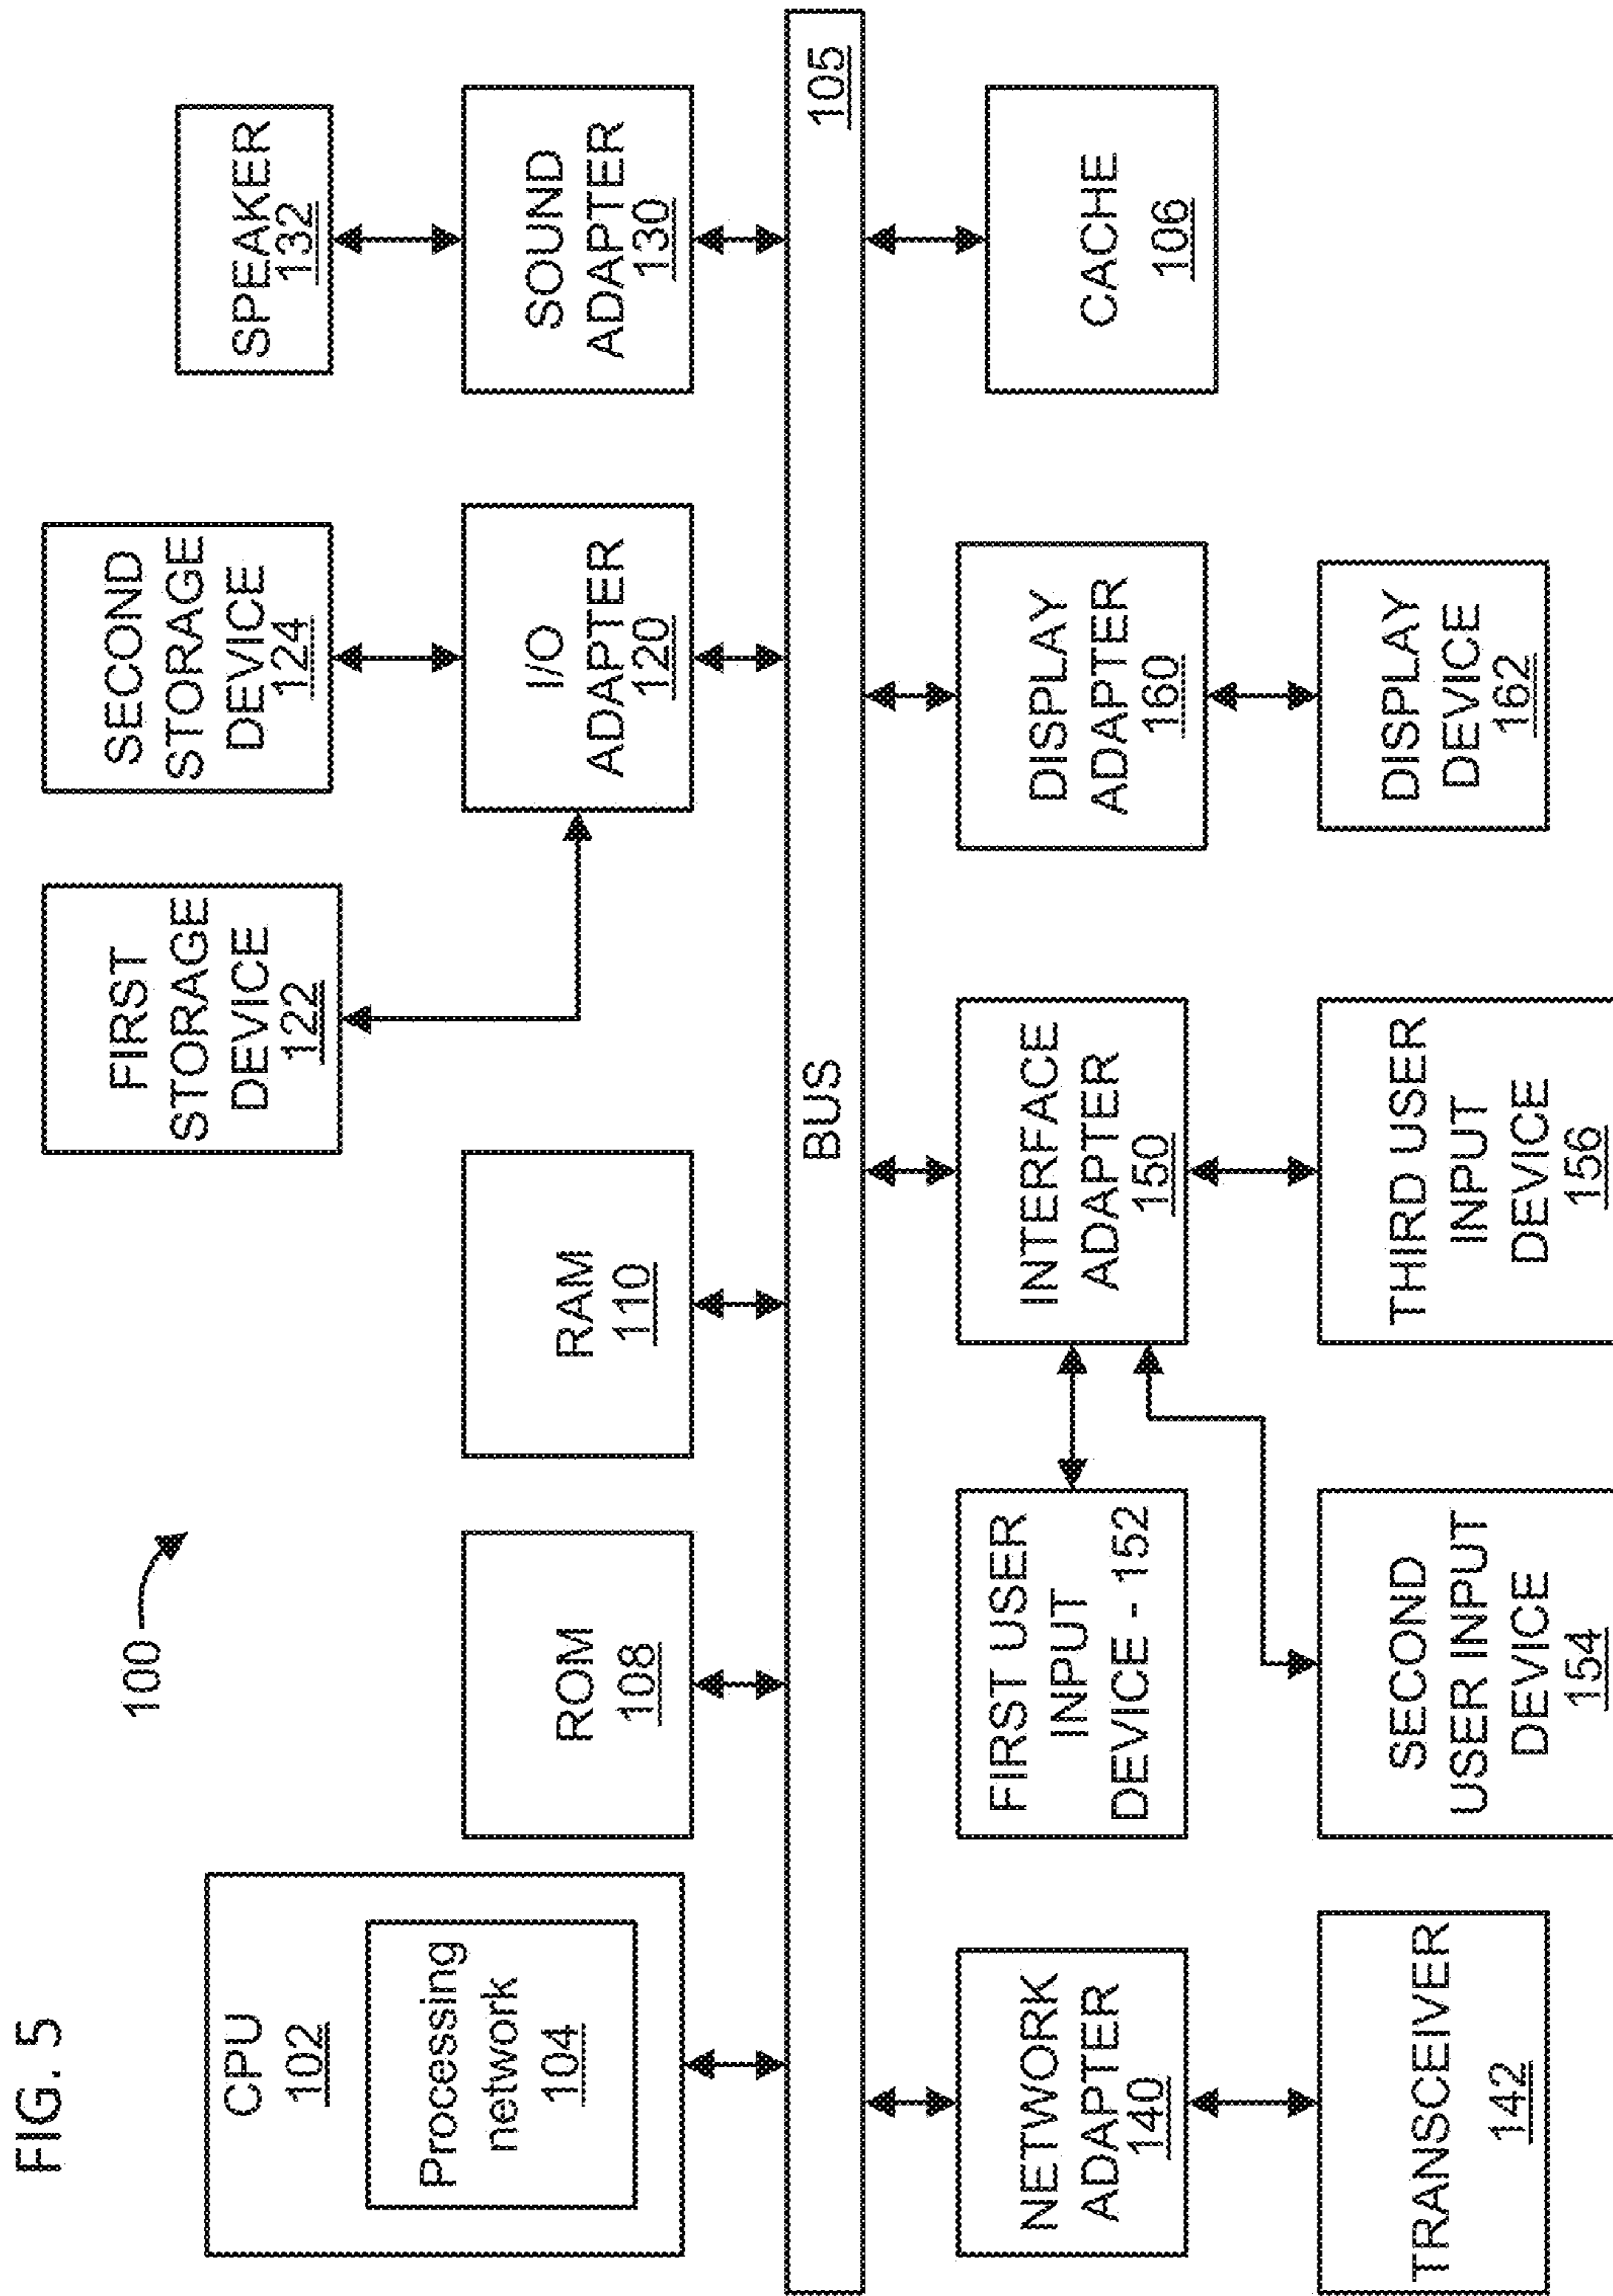 FIG. 5
100
CPU
102
Processing
network
104
ROM
108
RAM
110
FIRST
STORAGE
DEVICE
122
SECOND
STORAGE
DEVICE
124
I/O
ADAPTER
120
SPEAKER
132
SOUND
ADAPTER
130
BUS
105
NETWORK
ADAPTER
140
TRANSCEIVER
142
FIRST USER
INPUT
DEVICE - 152
SECOND
USER INPUT
DEVICE
154
INTERFACE
ADAPTER
150
THIRD USER
INPUT
DEVICE
156
DISPLAY
ADAPTER
160
DISPLAY
DEVICE
162
CACHE
106